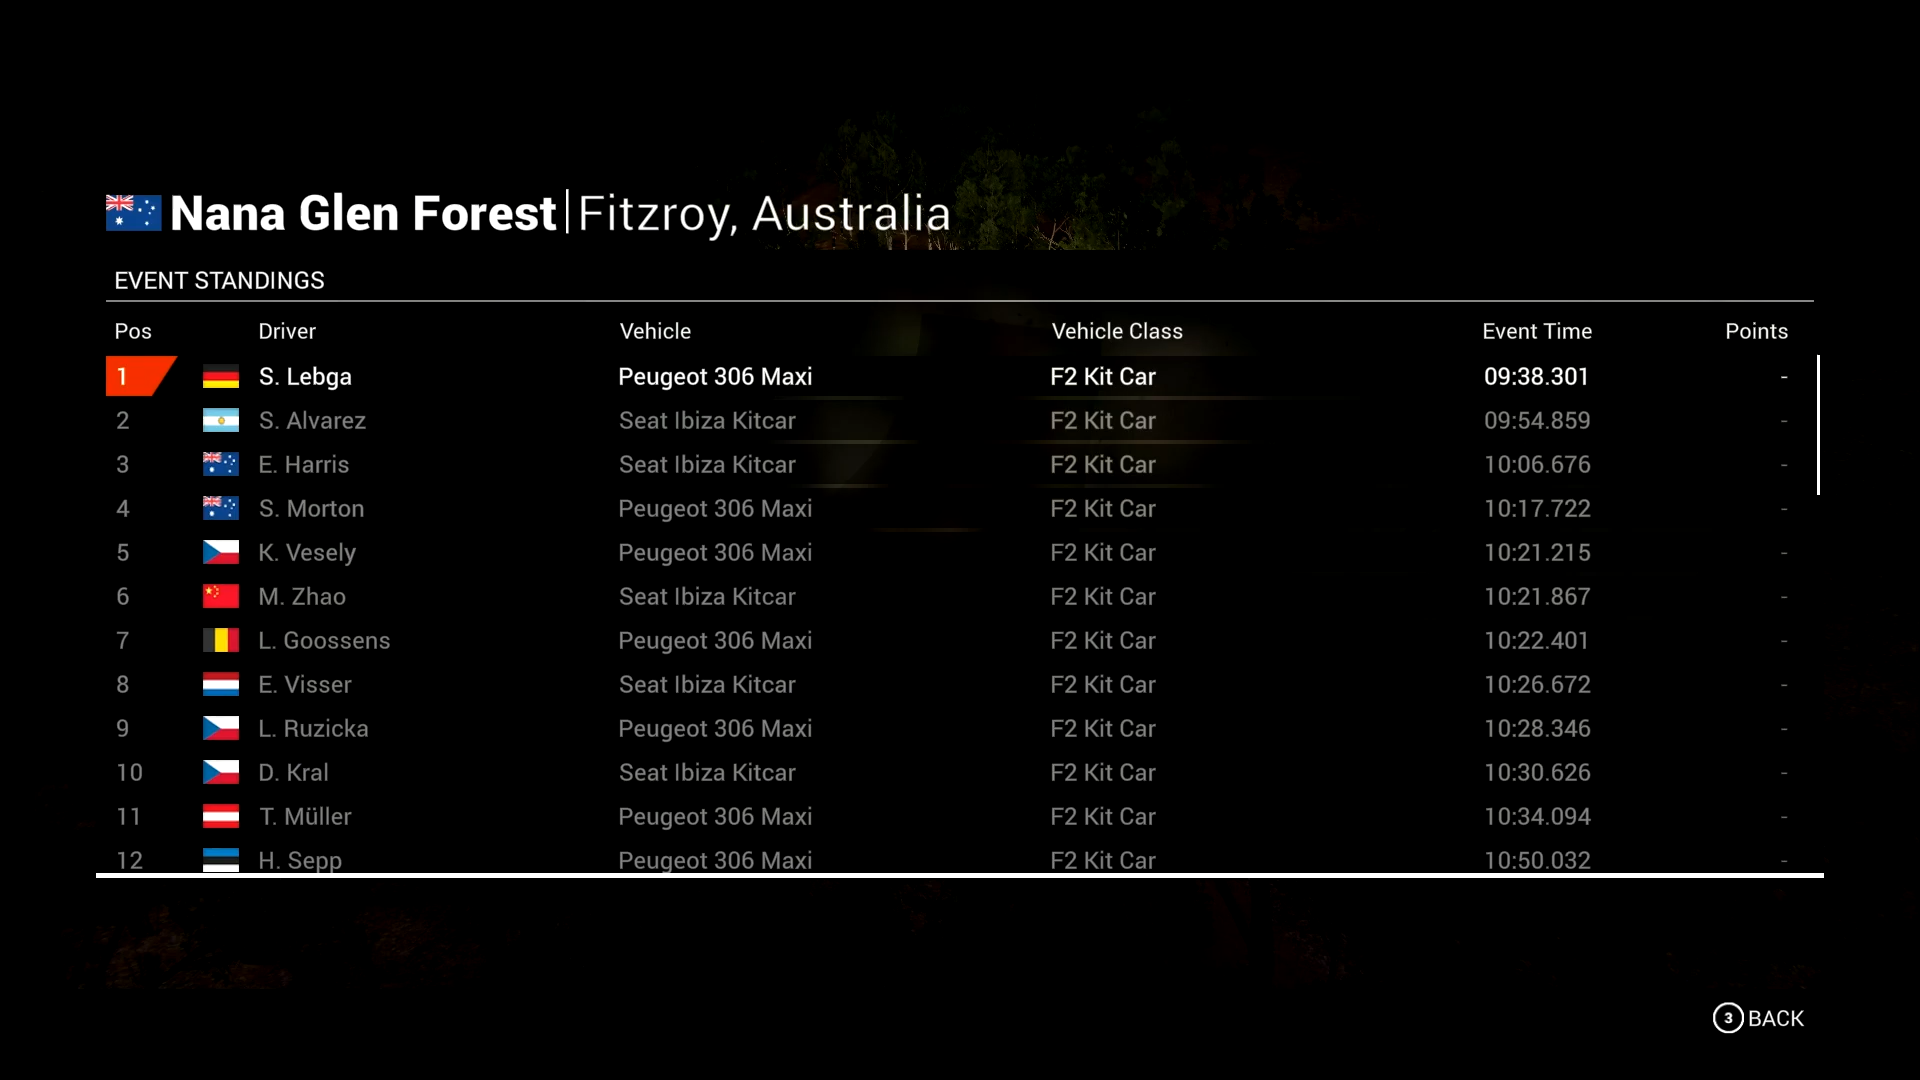 Nana Glen Forest|Fitzroy, Australia
EVENT STANDINGS
Pos Driver Vehicle Vehicle Class Event Time Points
1 S. Lebga Peugeot 306 Maxi F2 Kit Car 09:38.301 -
2 S. Alvarez Seat Ibiza Kitcar F2 Kit Car 09:54.859 -
3 E. Harris Seat Ibiza Kitcar F2 Kit Car 10:06.676 -
4 S. Morton Peugeot 306 Maxi F2 Kit Car 10:17.722 -
5 K. Vesely Peugeot 306 Maxi F2 Kit Car 10:21.215 -
6 M. Zhao Seat Ibiza Kitcar F2 Kit Car 10:21.867 -
7 L. Goossens Peugeot 306 Maxi F2 Kit Car 10:22.401 -
8 E. Visser Seat Ibiza Kitcar F2 Kit Car 10:26.672 -
9 L. Ruzicka Peugeot 306 Maxi F2 Kit Car 10:28.346 -
10 D. Kral Seat Ibiza Kitcar F2 Kit Car 10:30.626 -
11 T. Müller Peugeot 306 Maxi F2 Kit Car 10:34.094 -
12 H. Sepp Peugeot 306 Maxi F2 Kit Car 10:50.032 -
3 BACK